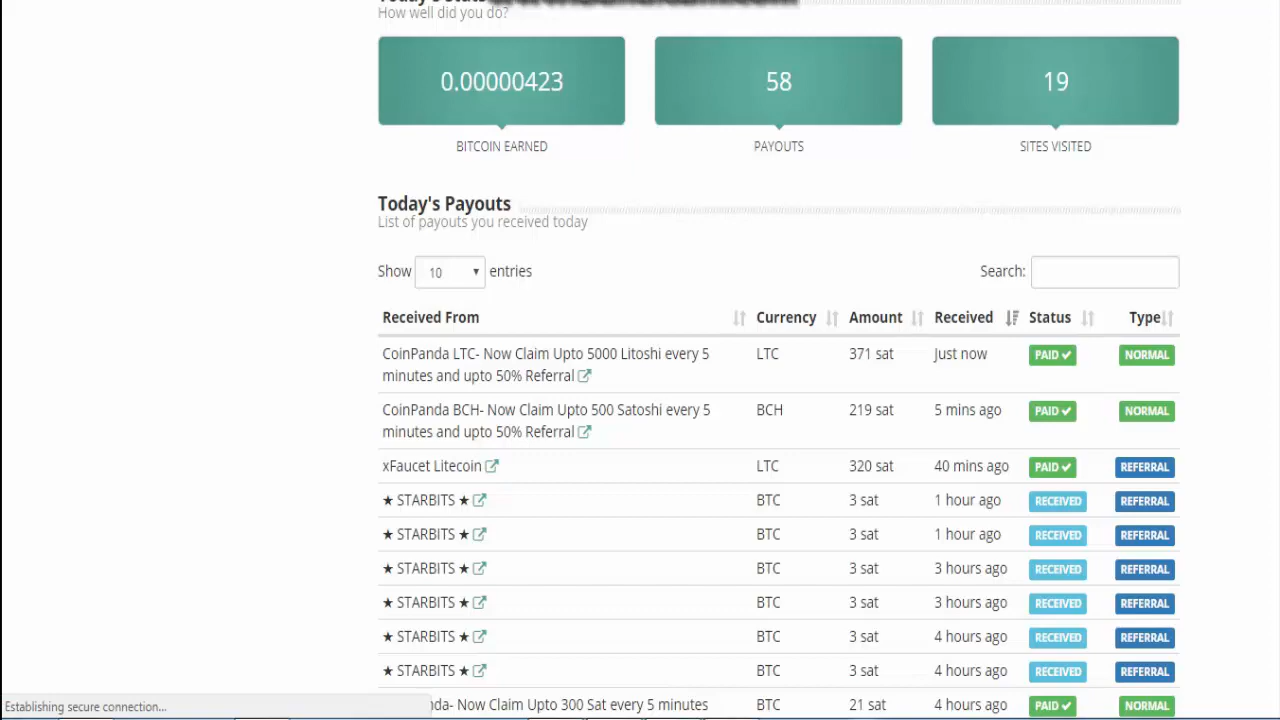 How well did you do?
0.00000423 58 19
BITCOIN EARNED PAYOUTS SITES VISITED
Today's Payouts
List of payouts you received today
Show 10 entries Search:
Received From Currency Amount Received Status Type
CoinPanda LTC- Now Claim Upto 5000 Litoshi every 5 LTC 371 sat Just now PAID NORMAL
minutes and upto 50% Referral
CoinPanda BCH- Now Claim Upto 500 Satoshi every 5 BCH 219 sat 5 mins ago PAID NORMAL
minutes and upto 50% Referral
xFaucet Litecoin LTC 320 sat 40 mins ago PAID REFERRAL
★ STARBITS ★ BTC 3 sat 1 hour ago RECEIVED REFERRAL
★ STARBITS ★ BTC 3 sat 1 hour ago RECEIVED REFERRAL
★ STARBITS ★ BTC 3 sat 3 hours ago RECEIVED REFERRAL
★ STARBITS ★ BTC 3 sat 3 hours ago RECEIVED REFERRAL
★ STARBITS ★ BTC 3 sat 4 hours ago RECEIVED REFERRAL
★ STARBITS ★ BTC 3 sat 4 hours ago RECEIVED REFERRAL
nda- Now Claim Upto 300 Sat every 5 minutes BTC 21 sat 4 hours ago PAID NORMAL
Establishing secure connection...